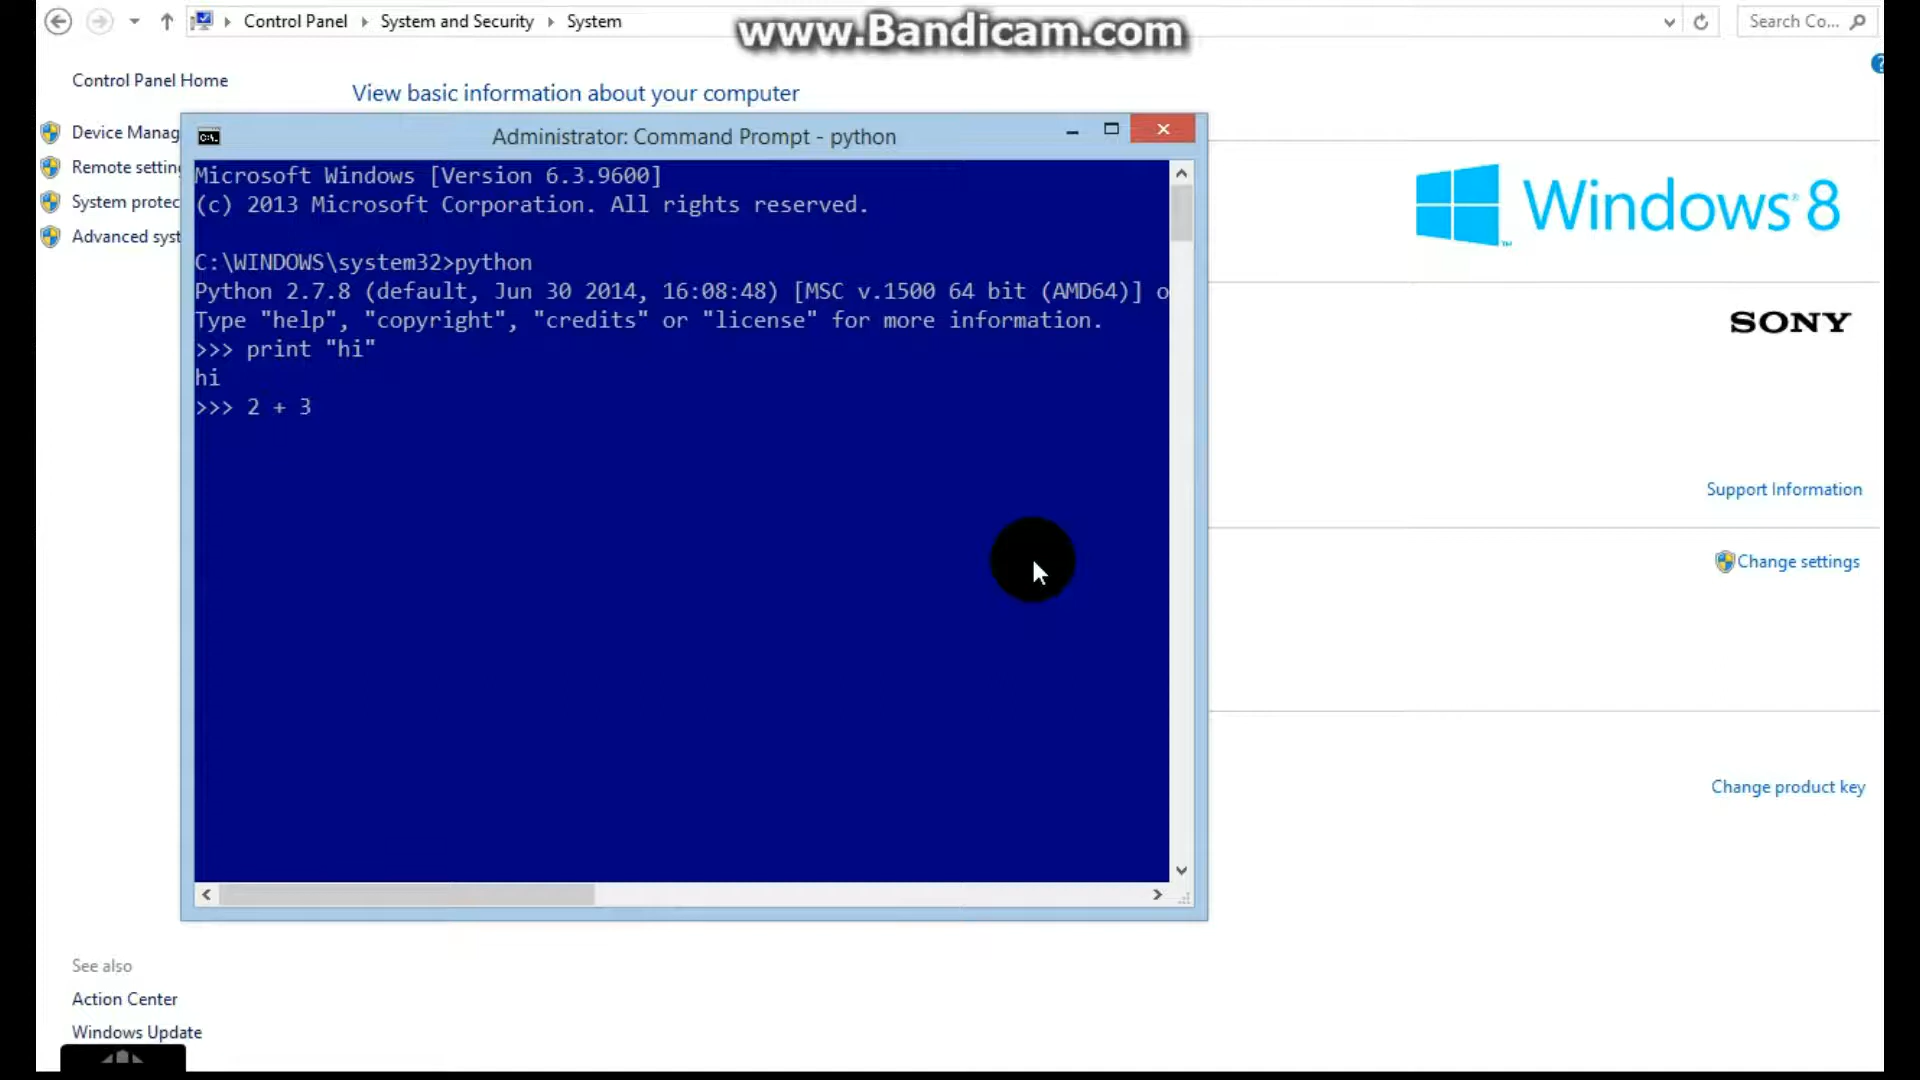 Control Panel
System and Security
System
www.Bandicam.com
Search Co...
Control Panel Home
View basic information about your computer
Device Manag
Remote settin
System protec
Advanced syst
Administrator: Command Prompt - python
Microsoft Windows [Version 6.3.9600]
(c) 2013 Microsoft Corporation. All rights reserved.
C:\WINDOWS\system32>python
Python 2.7.8 (default, Jun 30 2014, 16:08:48) [MSC v.1500 64 bit (AMD64)] o
Type "help", "copyright", "credits" or "license" for more information.
>>> print "hi"
hi
>>> 2 + 3
Windows 8
SONY
Support Information
Change settings
Change product key
See also
Action Center
Windows Update